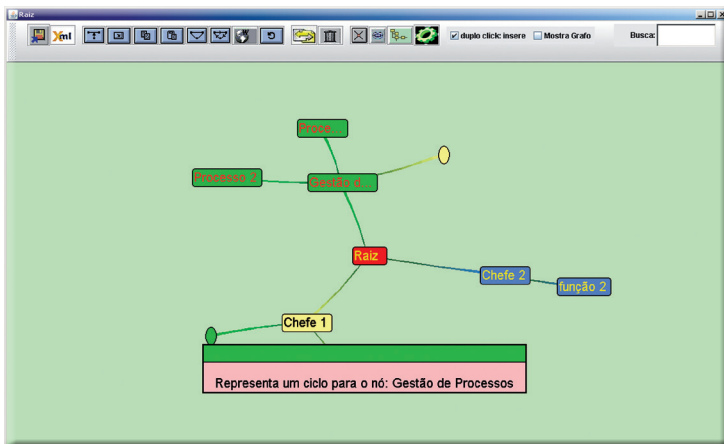 Raiz
Xml
duplo click: insere
Mostra Grafo
Busca:
Proce...
Processo 2
Gestão d...
Raiz
Chefe 2
função 2
Chefe 1
Representa um ciclo para o nó: Gestão de Processos